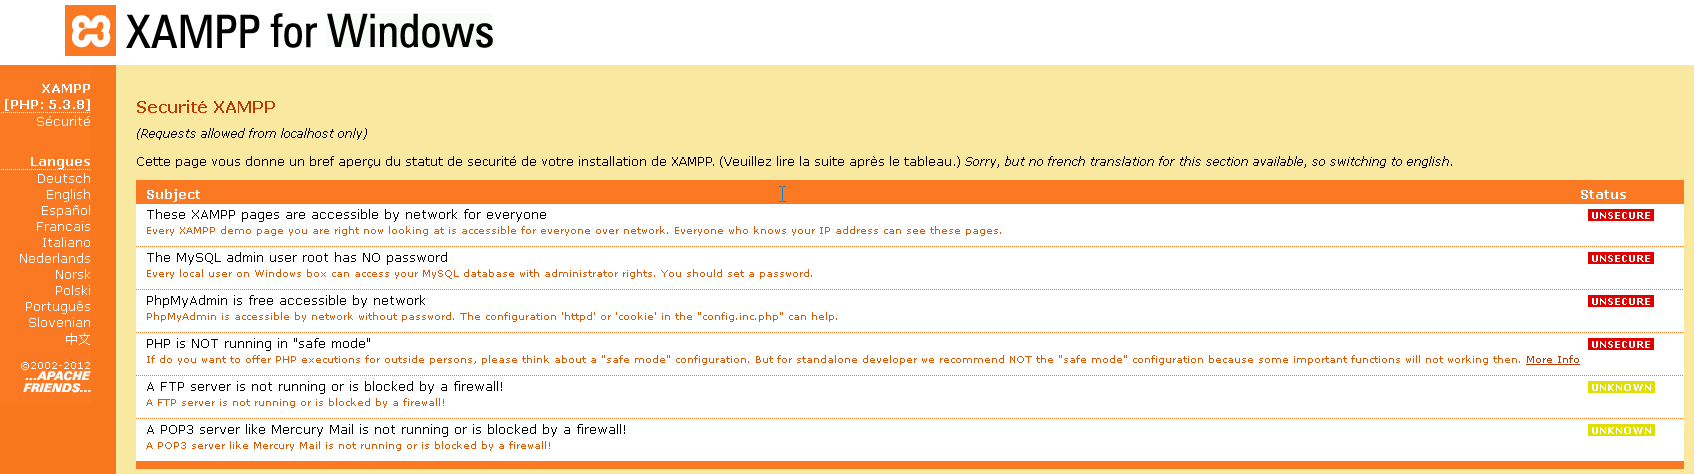 XAMPP for Windows
XAMPP
[PHP: 5.3.8]
Sécurité
Langues
Deutsch
English
Español
Francais
Italiano
Nederlands
Norsk
Polski
Português
Slovenian
中文
©2002-2012
...APACHE
FRIENDS...
Securité XAMPP
(Requests allowed from localhost only)
Cette page vous donne un bref aperçu du statut de securité de votre installation de XAMPP. (Veuillez lire la suite après le tableau.) Sorry, but no french translation for this section available, so switching to english.
Subject Status
These XAMPP pages are accessible by network for everyone UNSECURE
Every XAMPP demo page you are right now looking at is accessible for everyone over network. Everyone who knows your IP address can see these pages.
The MySQL admin user root has NO password UNSECURE
Every local user on Windows box can access your MySQL database with administrator rights. You should set a password.
PhpMyAdmin is free accessible by network UNSECURE
PhpMyAdmin is accessible by network without password. The configuration 'httpd' or 'cookie' in the "config.inc.php" can help.
PHP is NOT running in "safe mode" UNSECURE
If do you want to offer PHP executions for outside persons, please think about a "safe mode" configuration. But for standalone developer we recommend NOT the "safe mode" configuration because some important functions will not working then. More Info
A FTP server is not running or is blocked by a firewall! UNKNOWN
A FTP server is not running or is blocked by a firewall!
A POP3 server like Mercury Mail is not running or is blocked by a firewall! UNKNOWN
A POP3 server like Mercury Mail is not running or is blocked by a firewall!